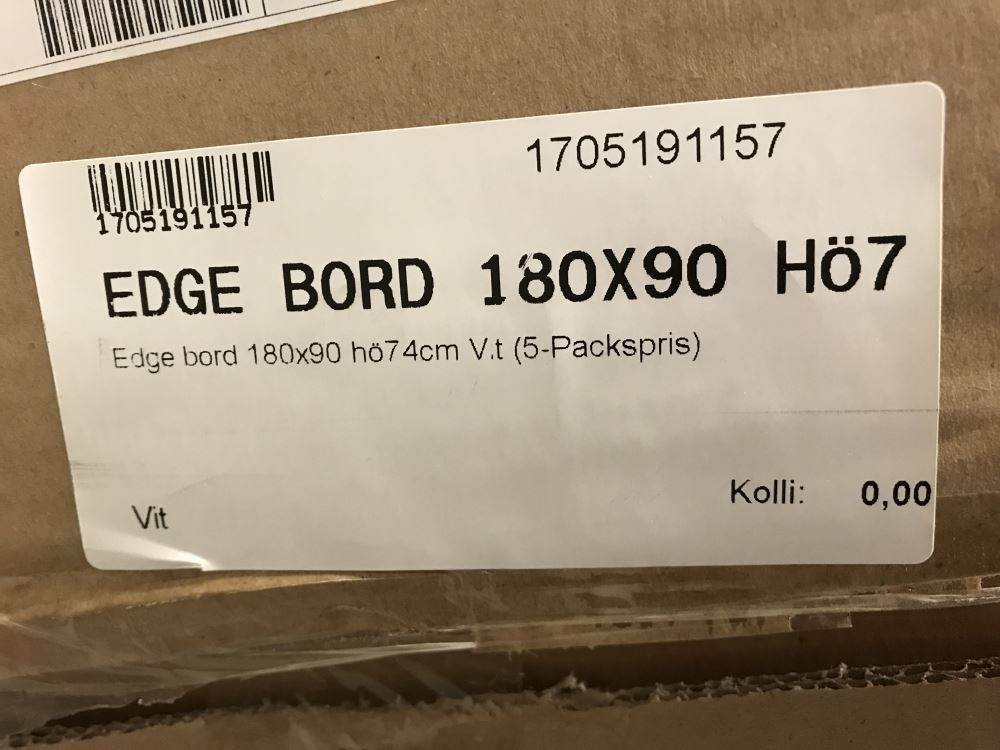 1705191157
1705191157
EDGE BORD 180X90 Hö7
Edge bord 180x90 hö74cm V.t (5-Packspris)
Kolli: 0,00
Vit